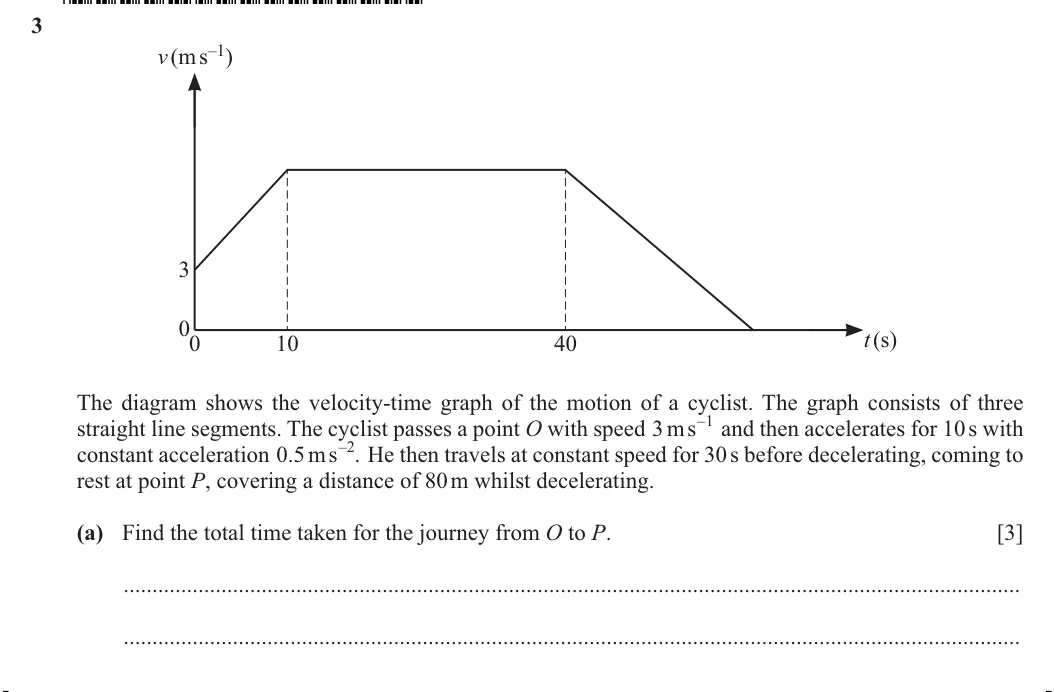 3
v(m s⁻¹)
3
0
0 10 40 t(s)
The diagram shows the velocity-time graph of the motion of a cyclist. The graph consists of three
straight line segments. The cyclist passes a point O with speed 3 m s⁻¹ and then accelerates for 10 s with
constant acceleration 0.5 m s⁻². He then travels at constant speed for 30 s before decelerating, coming to
rest at point P, covering a distance of 80 m whilst decelerating.
(a) Find the total time taken for the journey from O to P. [3]